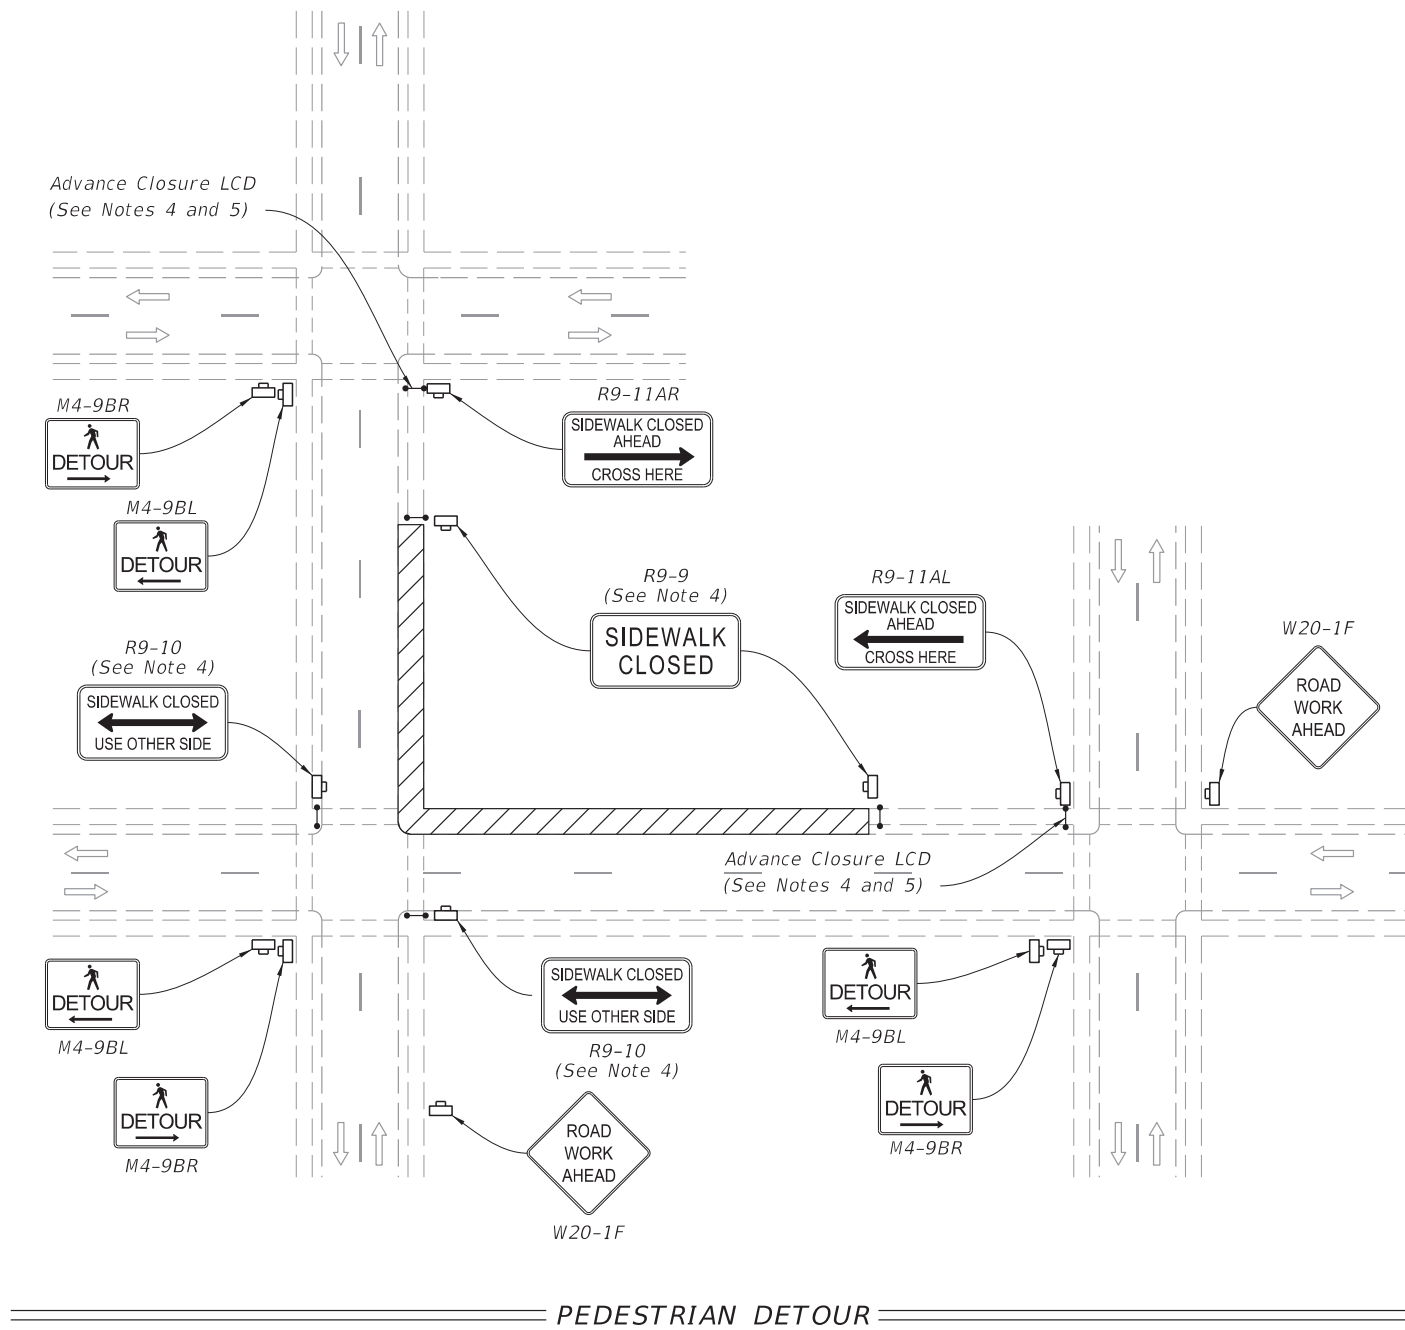 Advance Closure LCD
(See Notes 4 and 5)
M4-9BR
DETOUR
M4-9BL
DETOUR
R9-11AR
SIDEWALK CLOSED
AHEAD
CROSS HERE
R9-9
(See Note 4)
SIDEWALK
CLOSED
R9-11AL
SIDEWALK CLOSED
AHEAD
CROSS HERE
W20-1F
ROAD
WORK
AHEAD
R9-10
(See Note 4)
SIDEWALK CLOSED
USE OTHER SIDE
Advance Closure LCD
(See Notes 4 and 5)
DETOUR
M4-9BL
DETOUR
M4-9BR
SIDEWALK CLOSED
USE OTHER SIDE
R9-10
(See Note 4)
ROAD
WORK
AHEAD
W20-1F
DETOUR
M4-9BL
DETOUR
M4-9BR
PEDESTRIAN DETOUR